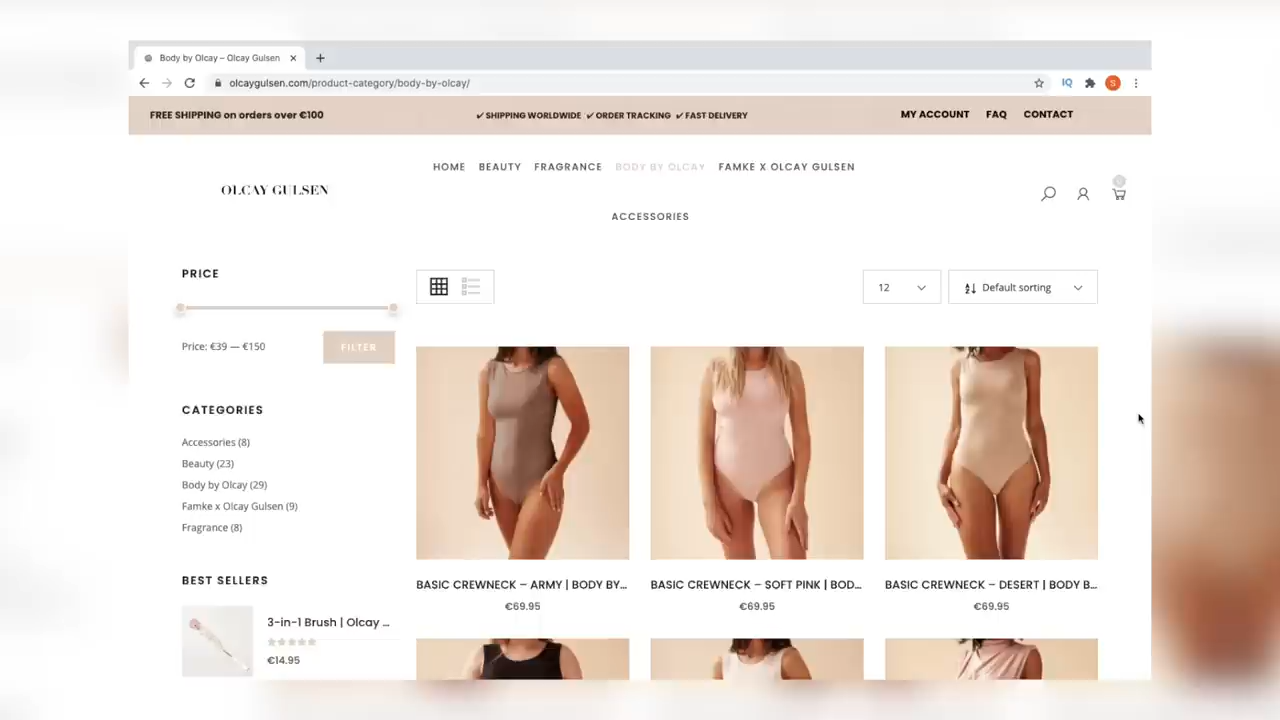 Body by Olcay – Olcay Gulsen
olcaygulsen.com/product-category/body-by-olcay/
IQ
S
FREE SHIPPING on orders over €100
✓ SHIPPING WORLDWIDE ✓ ORDER TRACKING ✓ FAST DELIVERY
MY ACCOUNT FAQ CONTACT
HOME BEAUTY FRAGRANCE BODY BY OLCAY FAMKE X OLCAY GULSEN
OLCAY GULSEN
0
ACCESSORIES
PRICE
12
Default sorting
Price: €39 — €150
FILTER
CATEGORIES
Accessories (8)
Beauty (23)
Body by Olcay (29)
Famke x Olcay Gulsen (9)
Fragrance (8)
BEST SELLERS
3-in-1 Brush | Olcay ...
€14.95
BASIC CREWNECK – ARMY | BODY BY...
€69.95
BASIC CREWNECK – SOFT PINK | BOD...
€69.95
BASIC CREWNECK – DESERT | BODY B...
€69.95